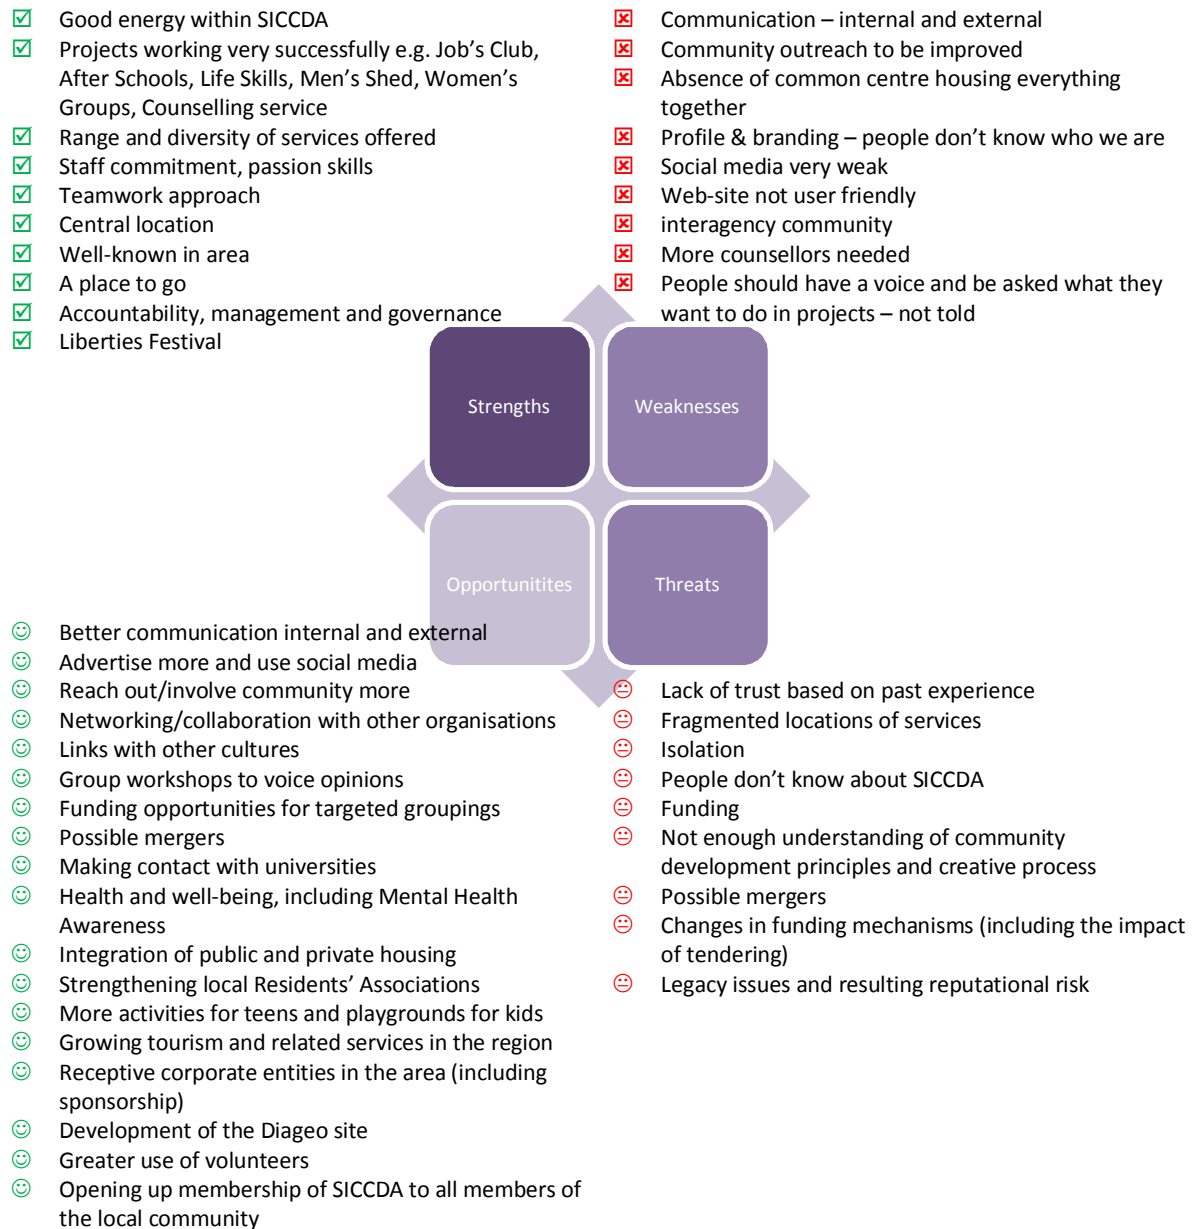 Good energy within SICCDA
Projects working very successfully e.g. Job’s Club,
After Schools, Life Skills, Men’s Shed, Women’s
Groups, Counselling service
Range and diversity of services offered
Staff commitment, passion skills
Teamwork approach
Central location
Well-known in area
A place to go
Accountability, management and governance
Liberties Festival
Communication – internal and external
Community outreach to be improved
Absence of common centre housing everything
together
Profile & branding – people don’t know who we are
Social media very weak
Web-site not user friendly
interagency community
More counsellors needed
People should have a voice and be asked what they
want to do in projects – not told
Strengths
Weaknesses
Opportunitites
Threats
Better communication internal and external
Advertise more and use social media
Reach out/involve community more
Networking/collaboration with other organisations
Links with other cultures
Group workshops to voice opinions
Funding opportunities for targeted groupings
Possible mergers
Making contact with universities
Health and well-being, including Mental Health
Awareness
Integration of public and private housing
Strengthening local Residents’ Associations
More activities for teens and playgrounds for kids
Growing tourism and related services in the region
Receptive corporate entities in the area (including
sponsorship)
Development of the Diageo site
Greater use of volunteers
Opening up membership of SICCDA to all members of
the local community
Lack of trust based on past experience
Fragmented locations of services
Isolation
People don’t know about SICCDA
Funding
Not enough understanding of community
development principles and creative process
Possible mergers
Changes in funding mechanisms (including the impact
of tendering)
Legacy issues and resulting reputational risk